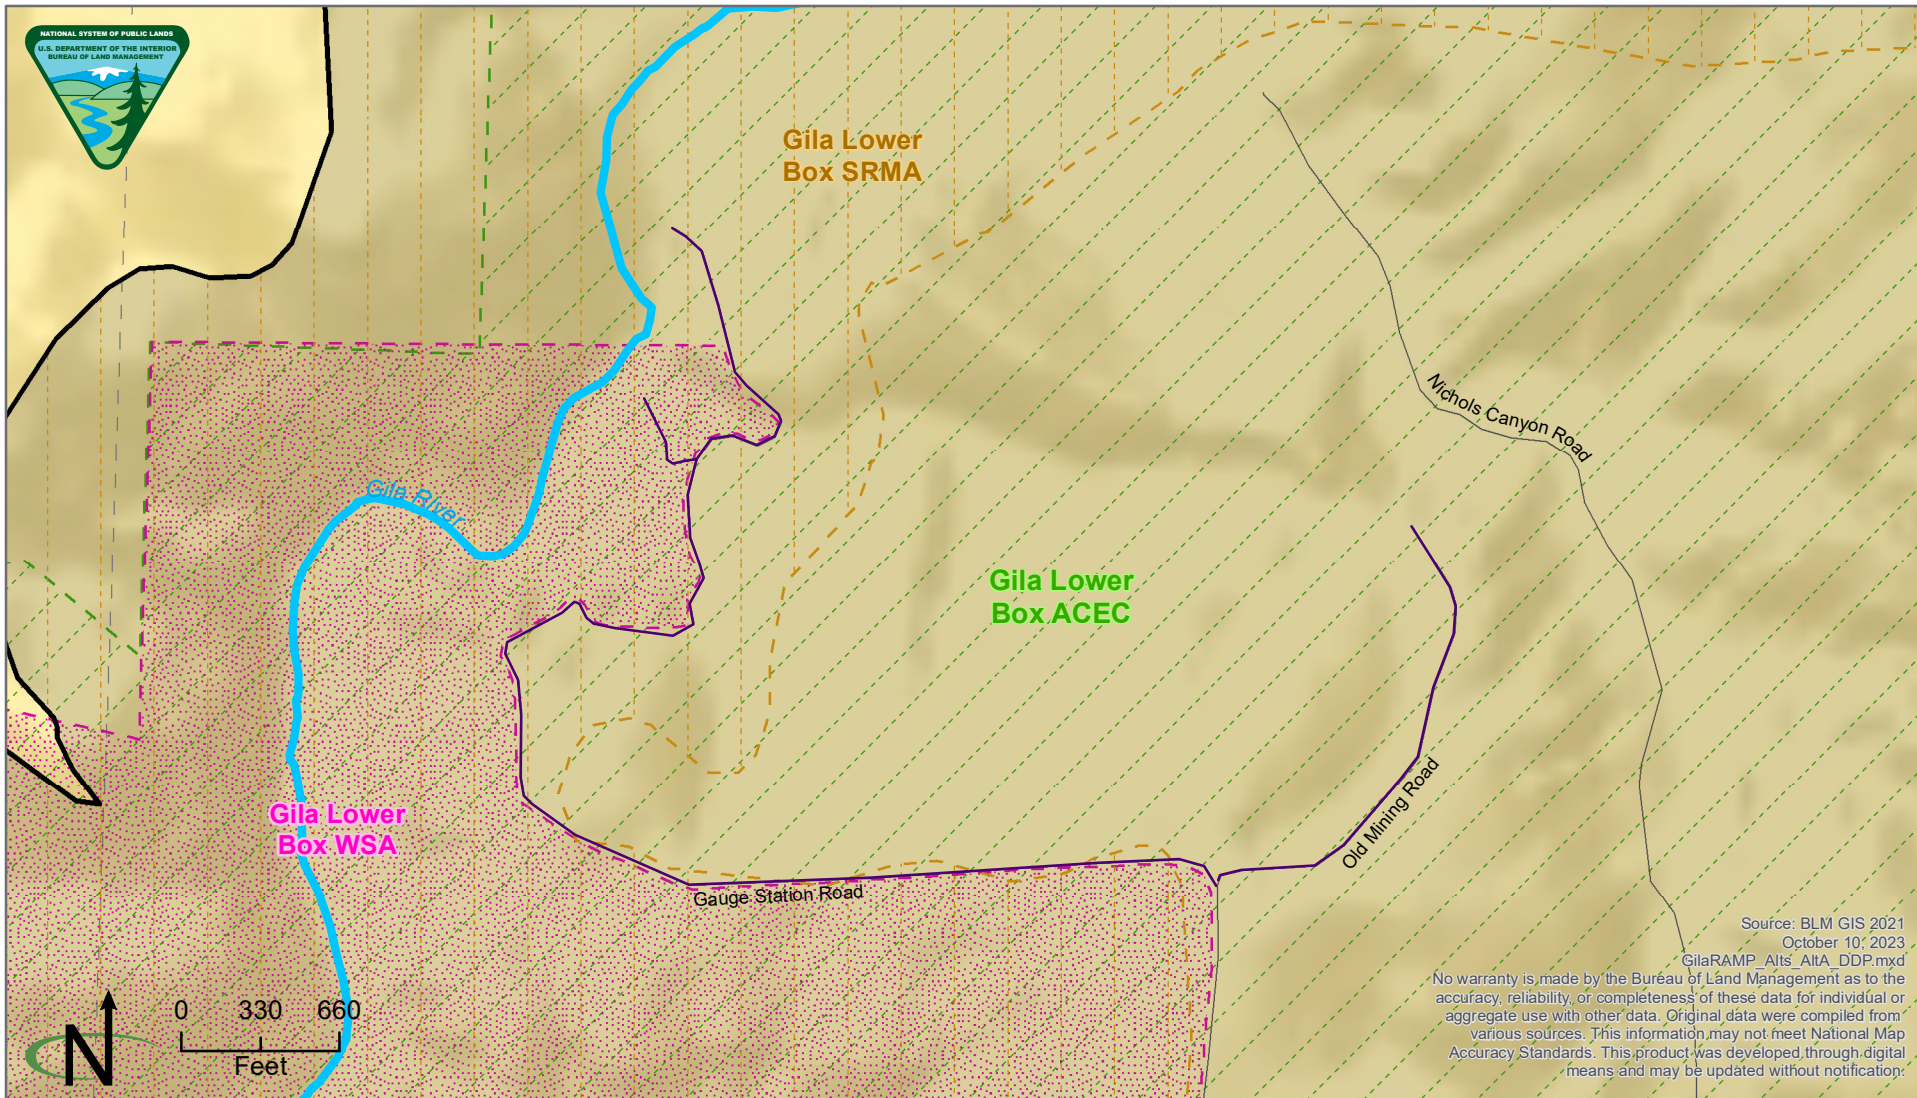 NATIONAL SYSTEM OF PUBLIC LANDS
U.S. DEPARTMENT OF THE INTERIOR
BUREAU OF LAND MANAGEMENT
Gila Lower
Box SRMA
Nichols Canyon Road
Gila River
Gila Lower
Box ACEC
Old Mining Road
Gila Lower
Box WSA
Gauge Station Road
Source: BLM GIS 2021
October 10, 2023
GilaRAMP_Alts_AltA_DDP.mxd
No warranty is made by the Bureau of Land Management as to the
accuracy, reliability, or completeness of these data for individual or
aggregate use with other data. Original data were compiled from
various sources. This information may not meet National Map
Accuracy Standards. This product was developed through digital
means and may be updated without notification.
0 330 660
Feet
N